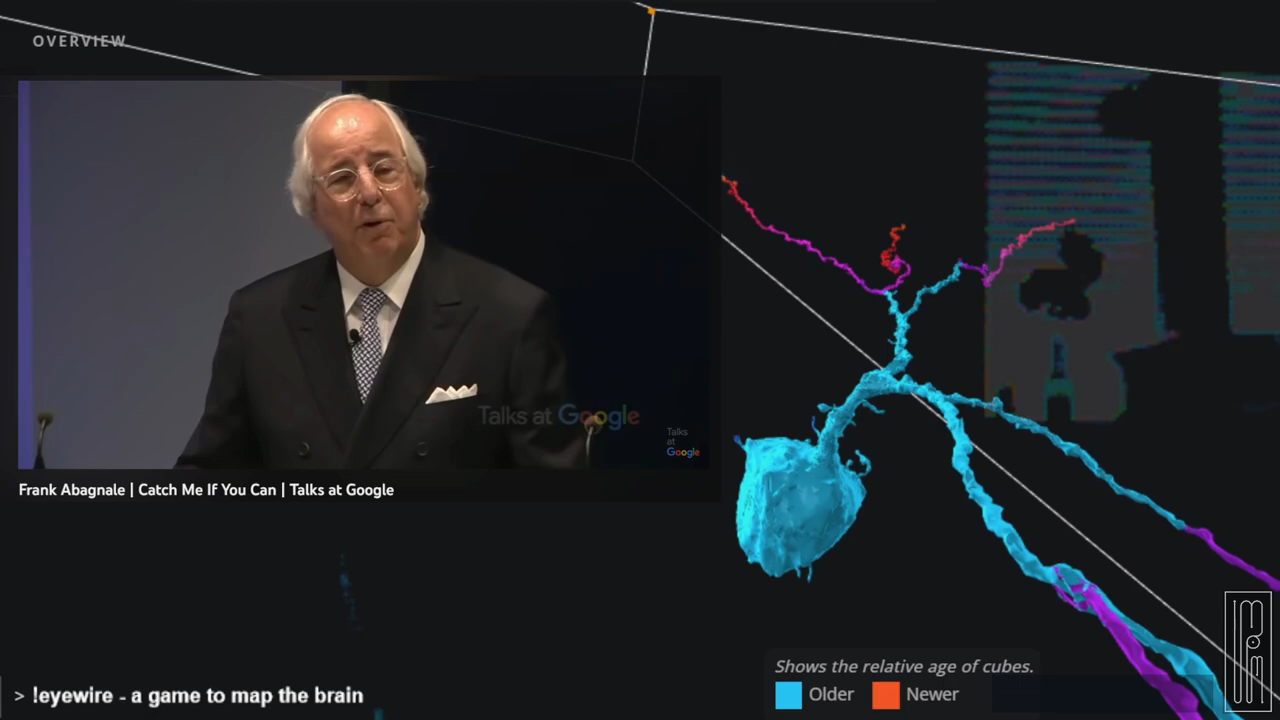 OVERVIEW
Talks at Google
Talks
at
Google
Frank Abagnale | Catch Me If You Can | Talks at Google
Shows the relative age of cubes.
Older
Newer
> !eyewire - a game to map the brain